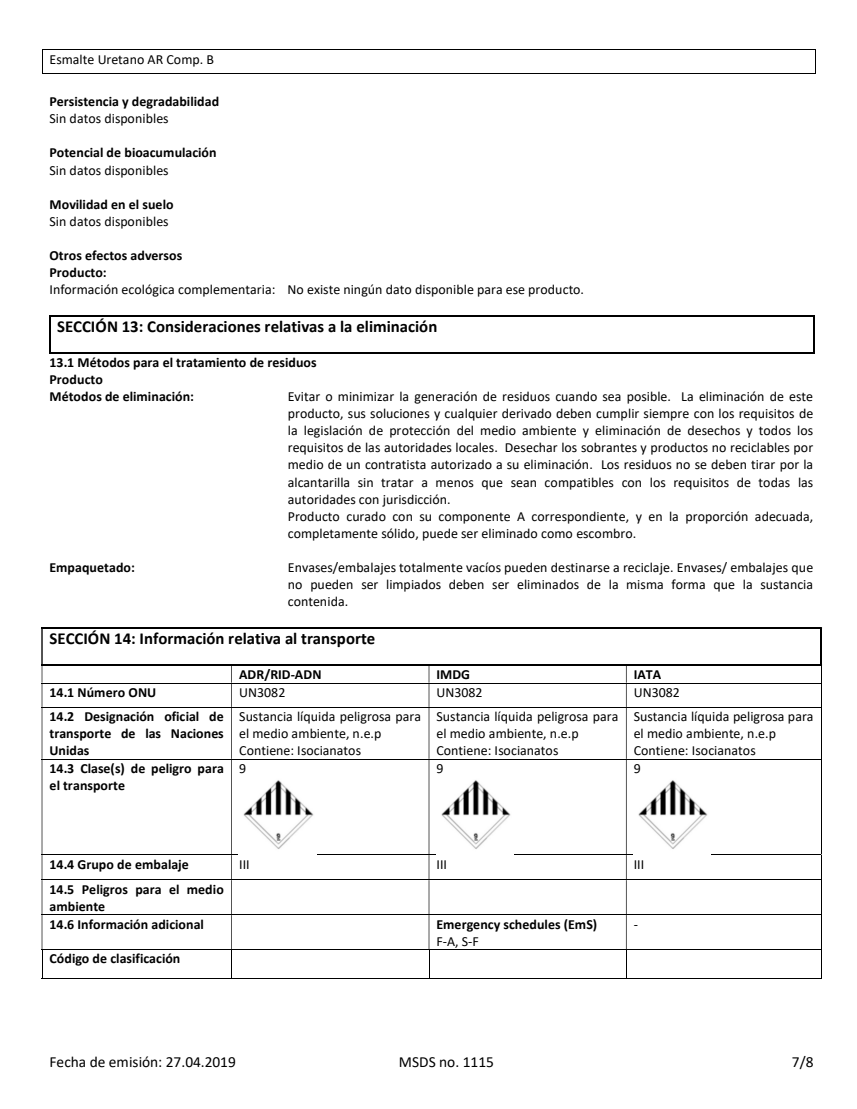 Esmalte Uretano AR Comp. B
Persistencia y degradabilidad
Sin datos disponibles
Potencial de bioacumulación
Sin datos disponibles
Movilidad en el suelo
Sin datos disponibles
Otros efectos adversos
Producto:
Información ecológica complementaria: No existe ningún dato disponible para ese producto.
SECCIÓN 13: Consideraciones relativas a la eliminación
13.1 Métodos para el tratamiento de residuos
Producto
Métodos de eliminación: Evitar o minimizar la generación de residuos cuando sea posible. La eliminación de este
producto, sus soluciones y cualquier derivado deben cumplir siempre con los requisitos de
la legislación de protección del medio ambiente y eliminación de desechos y todos los
requisitos de las autoridades locales. Desechar los sobrantes y productos no reciclables por
medio de un contratista autorizado a su eliminación. Los residuos no se deben tirar por la
alcantarilla sin tratar a menos que sean compatibles con los requisitos de todas las
autoridades con jurisdicción.
Producto curado con su componente A correspondiente, y en la proporción adecuada,
completamente sólido, puede ser eliminado como escombro.
Empaquetado: Envases/embalajes totalmente vacíos pueden destinarse a reciclaje. Envases/ embalajes que
no pueden ser limpiados deben ser eliminados de la misma forma que la sustancia
contenida.
SECCIÓN 14: Información relativa al transporte
ADR/RID-ADN IMDG IATA
14.1 Número ONU UN3082 UN3082 UN3082
14.2 Designación oficial de Sustancia líquida peligrosa para Sustancia líquida peligrosa para Sustancia líquida peligrosa para
transporte de las Naciones el medio ambiente, n.e.p el medio ambiente, n.e.p el medio ambiente, n.e.p
Unidas Contiene: Isocianatos Contiene: Isocianatos Contiene: Isocianatos
14.3 Clase(s) de peligro para 9 9 9
el transporte
9 9 9
14.4 Grupo de embalaje III III III
14.5 Peligros para el medio
ambiente
14.6 Información adicional Emergency schedules (EmS) -
F-A, S-F
Código de clasificación
Fecha de emisión: 27.04.2019 MSDS no. 1115 7/8